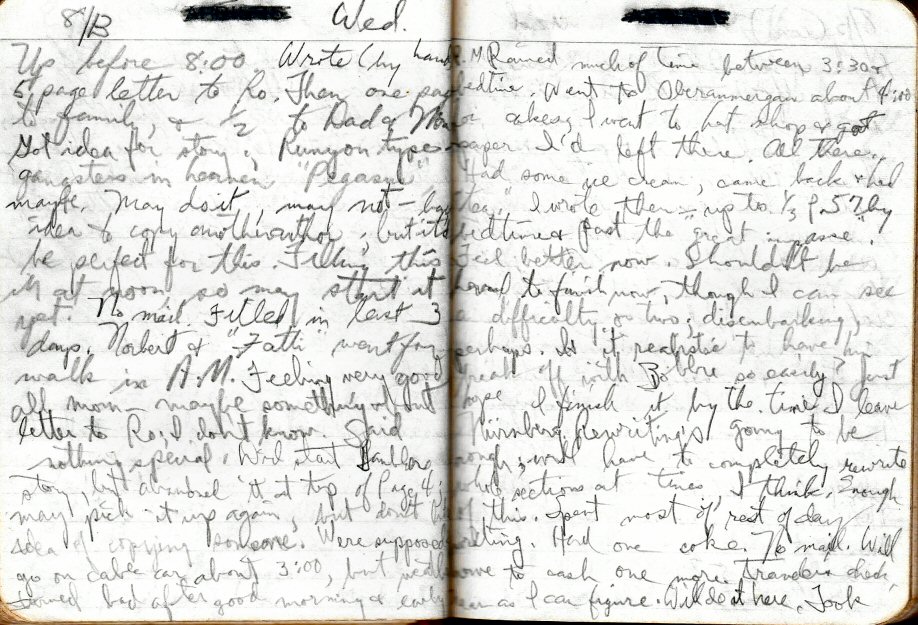 8/13 Wed.
Up before 8:00 Wrote (by hand)
5 page letter to Ro. Then one page
to family, & 1/2 to Dad &
Got idea for story, Runyon type
gangsters in heaven "Pegasus"
maybe. May do it, may not – bad
idea to copy another author, but it'd
be perfect for this. Filling this
in at noon, so may start it
yet. No mail. Filled in last 3
days. Norbert & "Fatti" went for
walk in A.M. Feeling very good
all morn – maybe something of but
letter to Ro, I don't know. Said
nothing special. Did start
story, but abandoned it at top of Page 4;
may pick it up again, but don't like
idea of copying someone. Were supposed
go on cable car about 3:00, but weather
turned bad after good morning & early
P.M. Rained much of time between 3:30 &
bedtime. Went to Oberammergau about 4:00
cakes; I went to hat shop & got
paper I'd left there. All there.
Had some ice cream, came back & had
tea. I wrote then – up to 1/3 p. 57 by
bedtime & past the "great impasse".
Feel better now. Shouldn't be
hard to finish now, though I can see
a difficulty or two; disembarking,
perhaps. Is it realistic to have him
break off with Bobbie so easily? Just
hope I finish it by the time I leave
Nürnberg. Rewriting's going to be
rough; will have to completely rewrite
whole sections at times, I think. Enough
of this. Spent most of rest of day
writing. Had one coke. No mail. Will
have to cash one more travelers check,
near as I can figure. Will do it here. Took